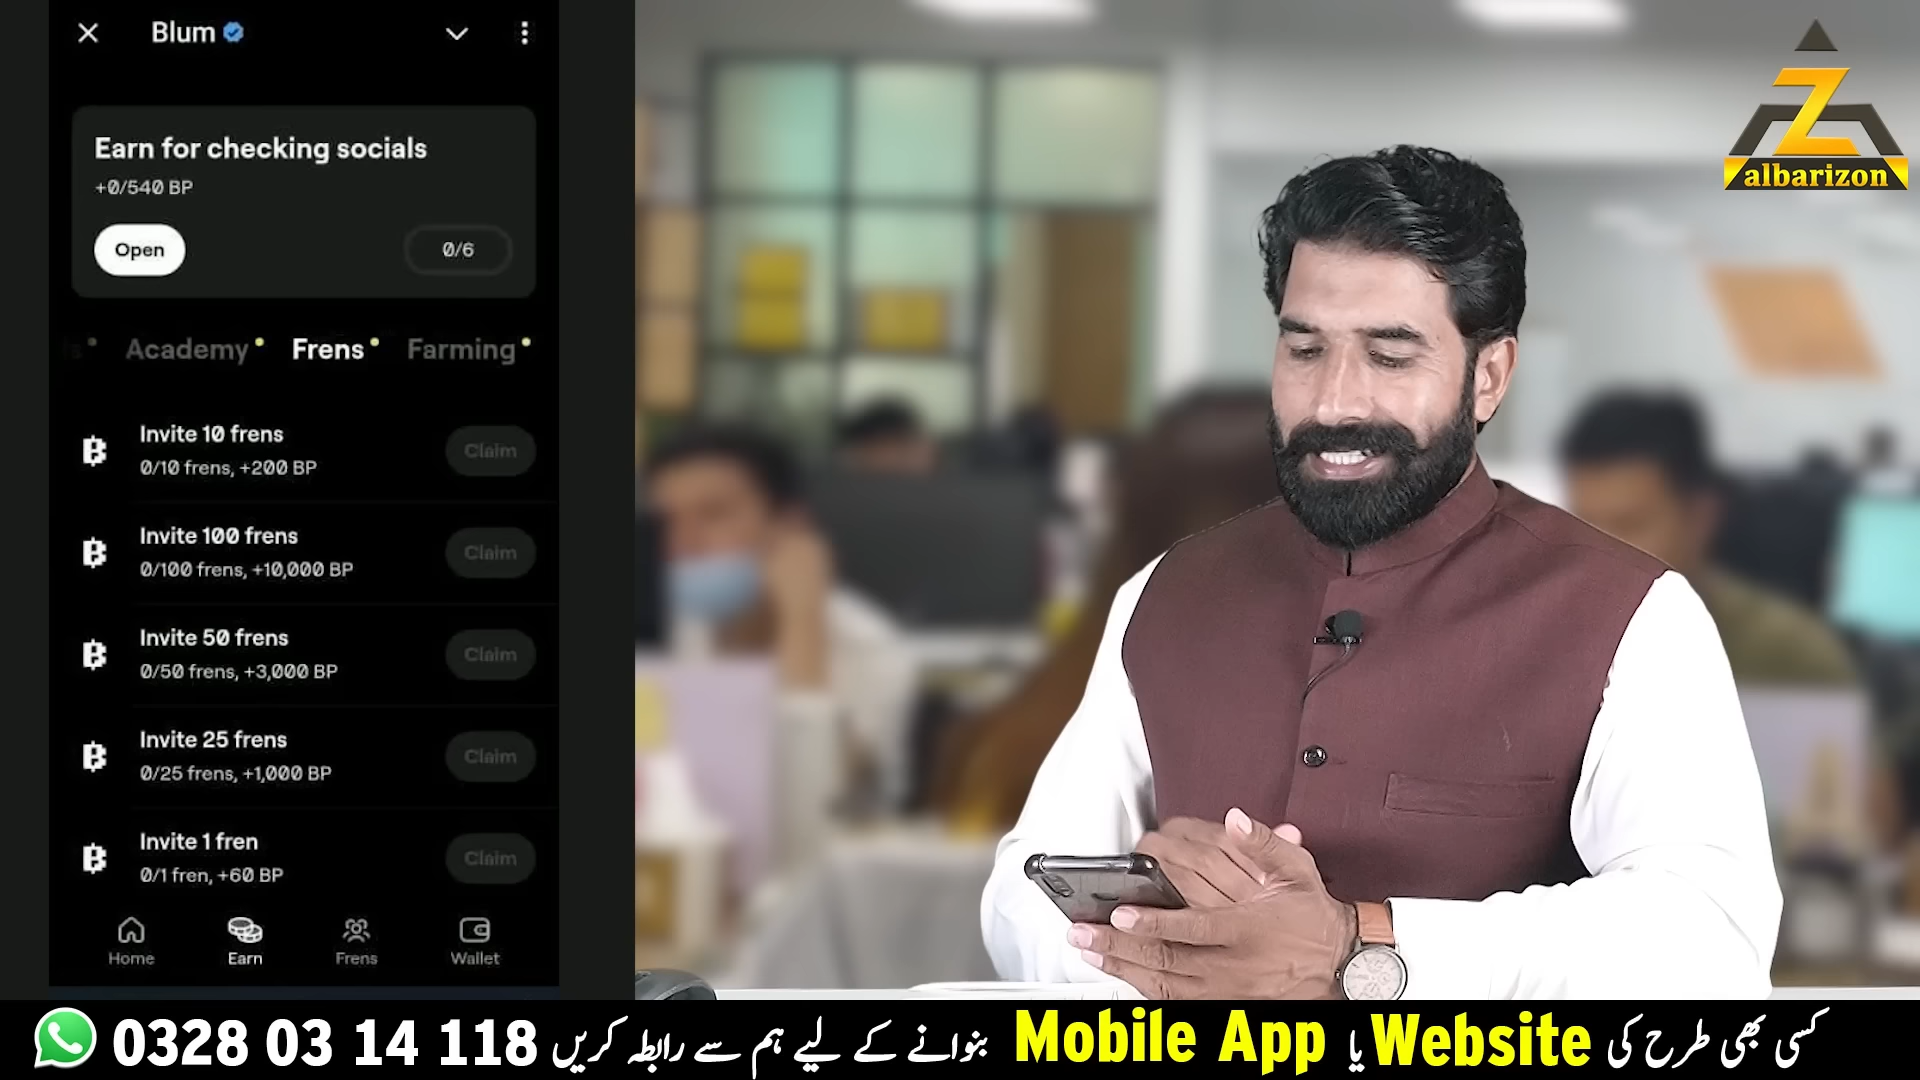 Blum
Earn for checking socials
+0/540 BP
Open
0/6
Academy
Frens
Farming
Invite 10 frens
0/10 frens, +200 BP
Claim
Invite 100 frens
0/100 frens, +10,000 BP
Claim
Invite 50 frens
0/50 frens, +3,000 BP
Claim
Invite 25 frens
0/25 frens, +1,000 BP
Claim
Invite 1 fren
0/1 fren, +60 BP
Claim
Home
Earn
Frens
Wallet
Z
albarizon
کسی بھی طرح کی Website یا Mobile App بنوانے کے لیے ہم سے رابطہ کریں 0328 03 14 118